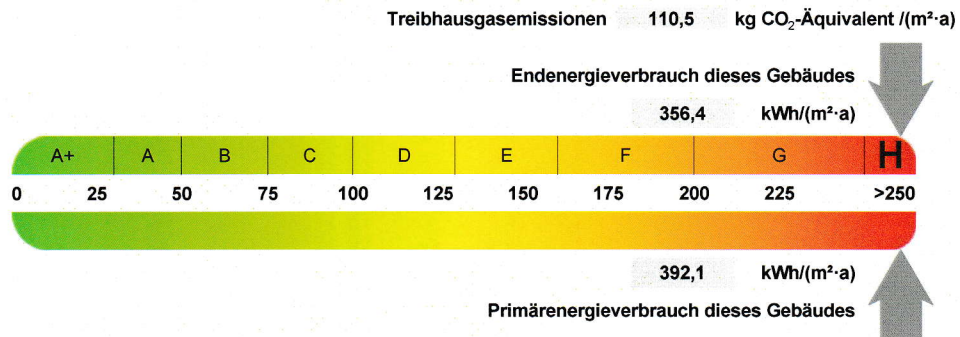 Treibhausgasemissionen 110,5 kg CO₂-Äquivalent /(m²·a)
Endenergieverbrauch dieses Gebäudes
356,4 kWh/(m²·a)
A+ A B C D E F G H
0 25 50 75 100 125 150 175 200 225 >250
392,1 kWh/(m²·a)
Primärenergieverbrauch dieses Gebäudes